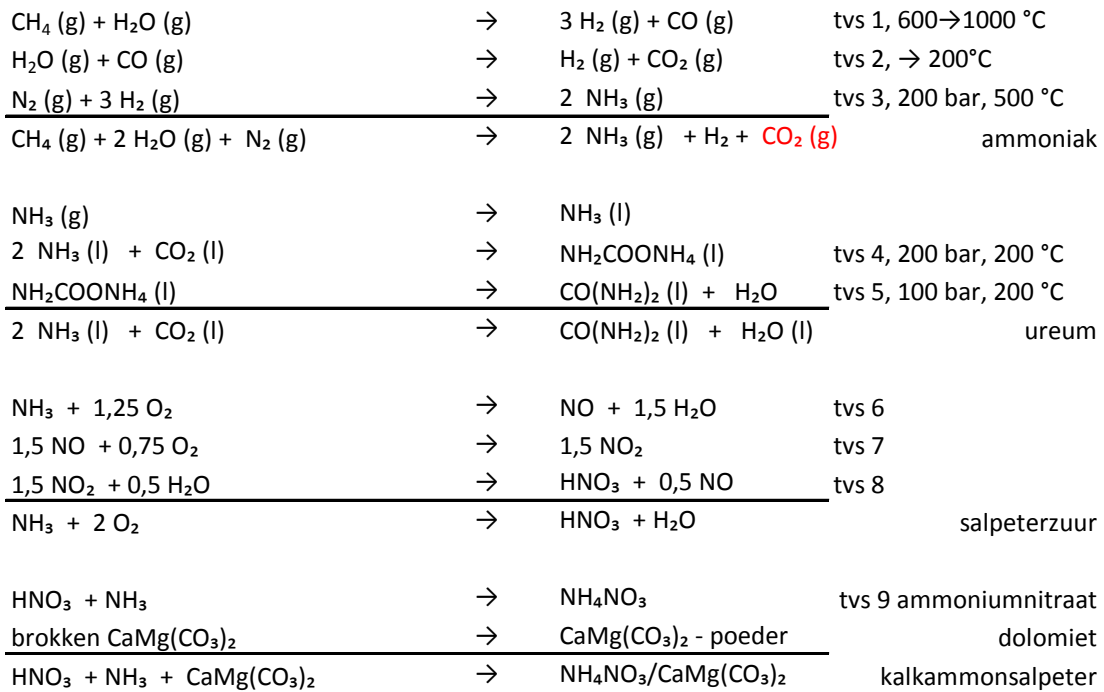 CH₄ (g) + H₂O (g) → 3 H₂ (g) + CO (g) tvs 1, 600→1000 °C
H₂O (g) + CO (g) → H₂ (g) + CO₂ (g) tvs 2, → 200°C
N₂ (g) + 3 H₂ (g) → 2 NH₃ (g) tvs 3, 200 bar, 500 °C
CH₄ (g) + 2 H₂O (g) + N₂ (g) → 2 NH₃ (g) + H₂ + CO₂ (g) ammoniak
NH₃ (g) → NH₃ (l)
2 NH₃ (l) + CO₂ (l) → NH₂COONH₄ (l) tvs 4, 200 bar, 200 °C
NH₂COONH₄ (l) → CO(NH₂)₂ (l) + H₂O tvs 5, 100 bar, 200 °C
2 NH₃ (l) + CO₂ (l) → CO(NH₂)₂ (l) + H₂O (l) ureum
NH₃ + 1,25 O₂ → NO + 1,5 H₂O tvs 6
1,5 NO + 0,75 O₂ → 1,5 NO₂ tvs 7
1,5 NO₂ + 0,5 H₂O → HNO₃ + 0,5 NO tvs 8
NH₃ + 2 O₂ → HNO₃ + H₂O salpeterzuur
HNO₃ + NH₃ → NH₄NO₃ tvs 9 ammoniumnitraat
brokken CaMg(CO₃)₂ → CaMg(CO₃)₂ - poeder dolomiet
HNO₃ + NH₃ + CaMg(CO₃)₂ → NH₄NO₃/CaMg(CO₃)₂ kalkammonsalpeter